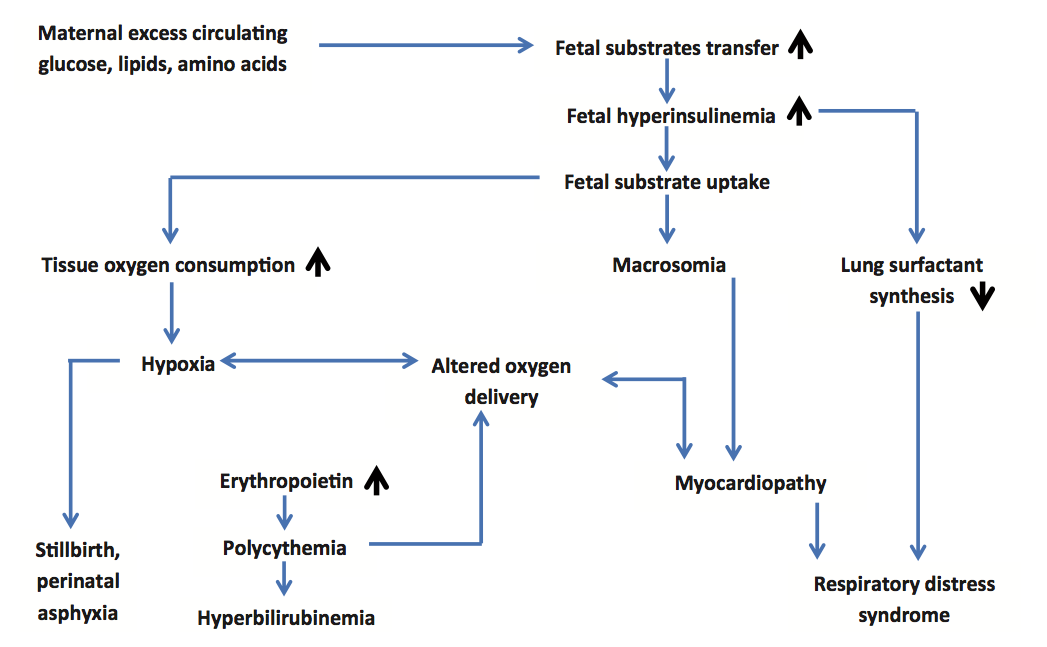 Maternal excess circulating
glucose, lipids, amino acids
Fetal substrates transfer
Fetal hyperinsulinemia
Fetal substrate uptake
Tissue oxygen consumption
Macrosomia
Lung surfactant
synthesis
Hypoxia
Altered oxygen
delivery
Erythropoietin
Myocardiopathy
Polycythemia
Stillbirth,
perinatal
asphyxia
Hyperbilirubinemia
Respiratory distress
syndrome